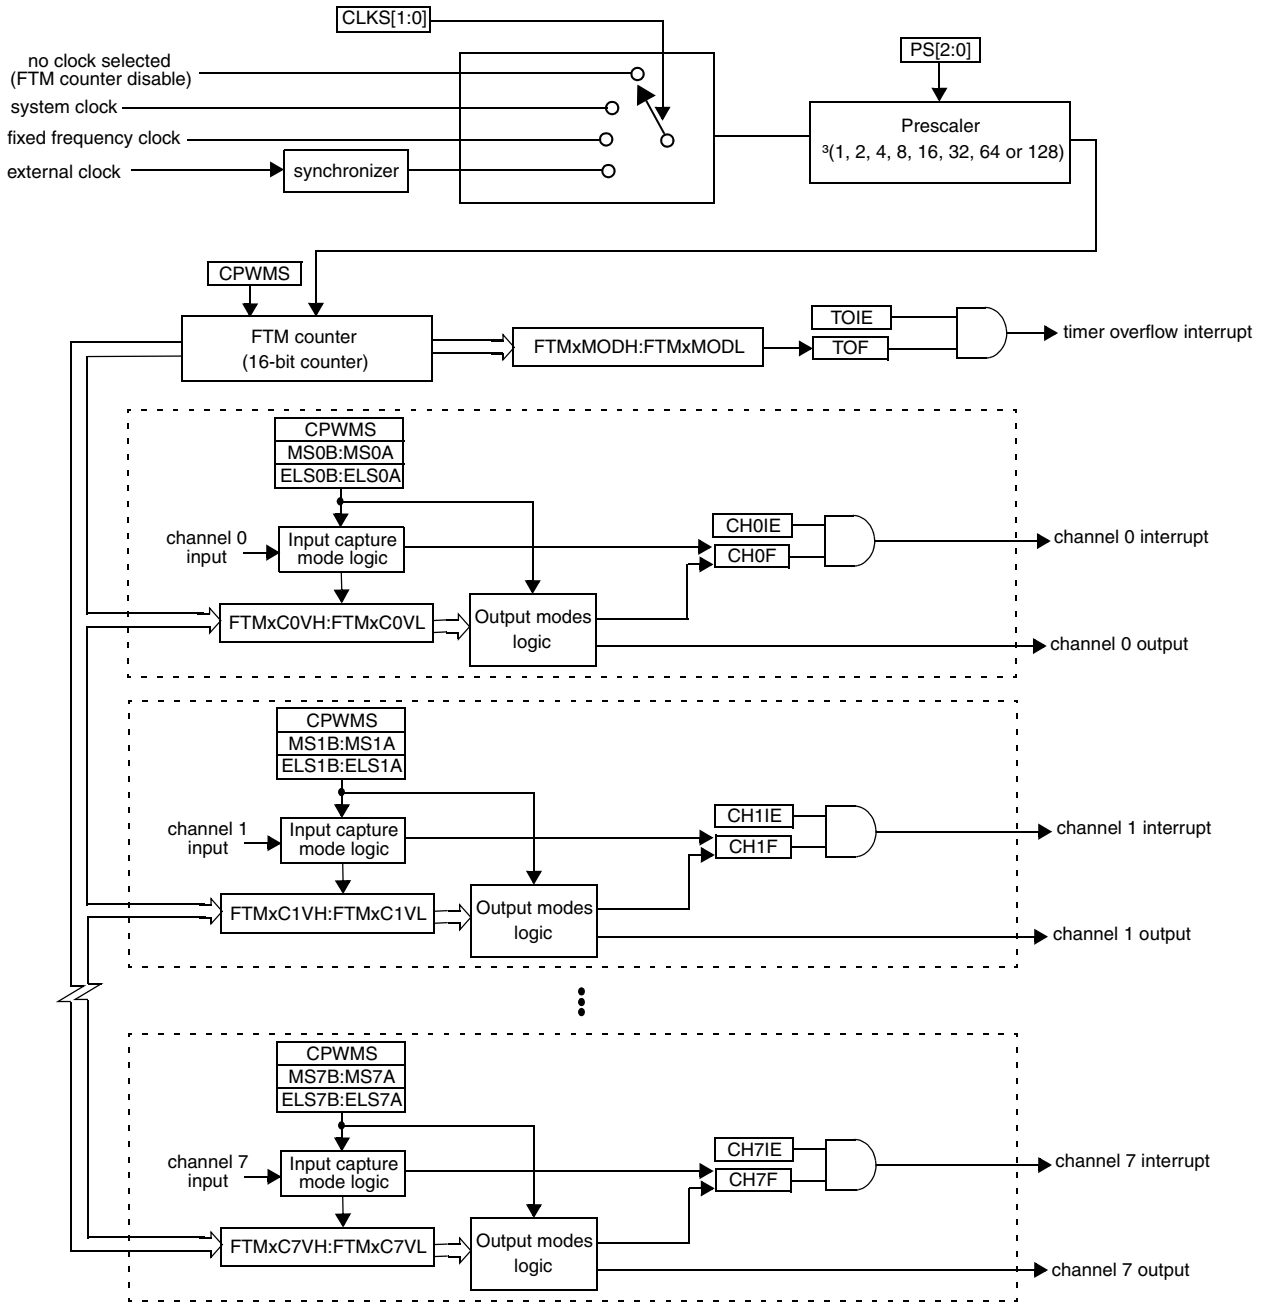 CLKS[1:0]
no clock selected
(FTM counter disable)
system clock
fixed frequency clock
external clock
synchronizer
PS[2:0]
Prescaler
³(1, 2, 4, 8, 16, 32, 64 or 128)
CPWMS
FTM counter
(16-bit counter)
FTMxMODH:FTMxMODL
TOIE
TOF
timer overflow interrupt
CPWMS
MS0B:MS0A
ELS0B:ELS0A
channel 0
input
Input capture
mode logic
FTMxC0VH:FTMxC0VL
Output modes
logic
CH0IE
CH0F
channel 0 interrupt
channel 0 output
CPWMS
MS1B:MS1A
ELS1B:ELS1A
channel 1
input
Input capture
mode logic
FTMxC1VH:FTMxC1VL
Output modes
logic
CH1IE
CH1F
channel 1 interrupt
channel 1 output
CPWMS
MS7B:MS7A
ELS7B:ELS7A
channel 7
input
Input capture
mode logic
FTMxC7VH:FTMxC7VL
Output modes
logic
CH7IE
CH7F
channel 7 interrupt
channel 7 output